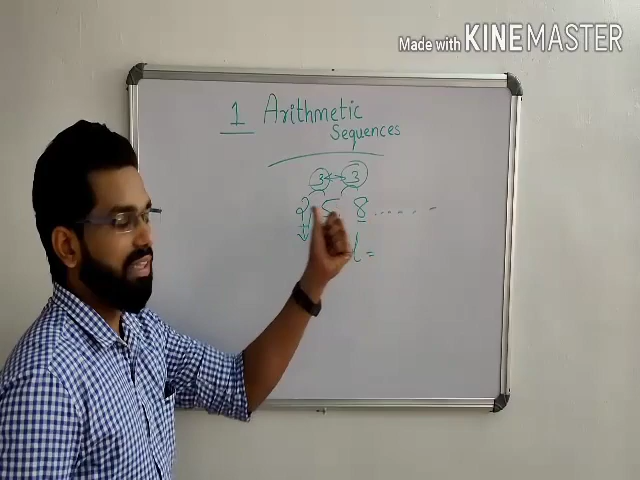 Made with KINEMASTER
1 Arithmetic
Sequences
3 3
2 5 8 .......
d =